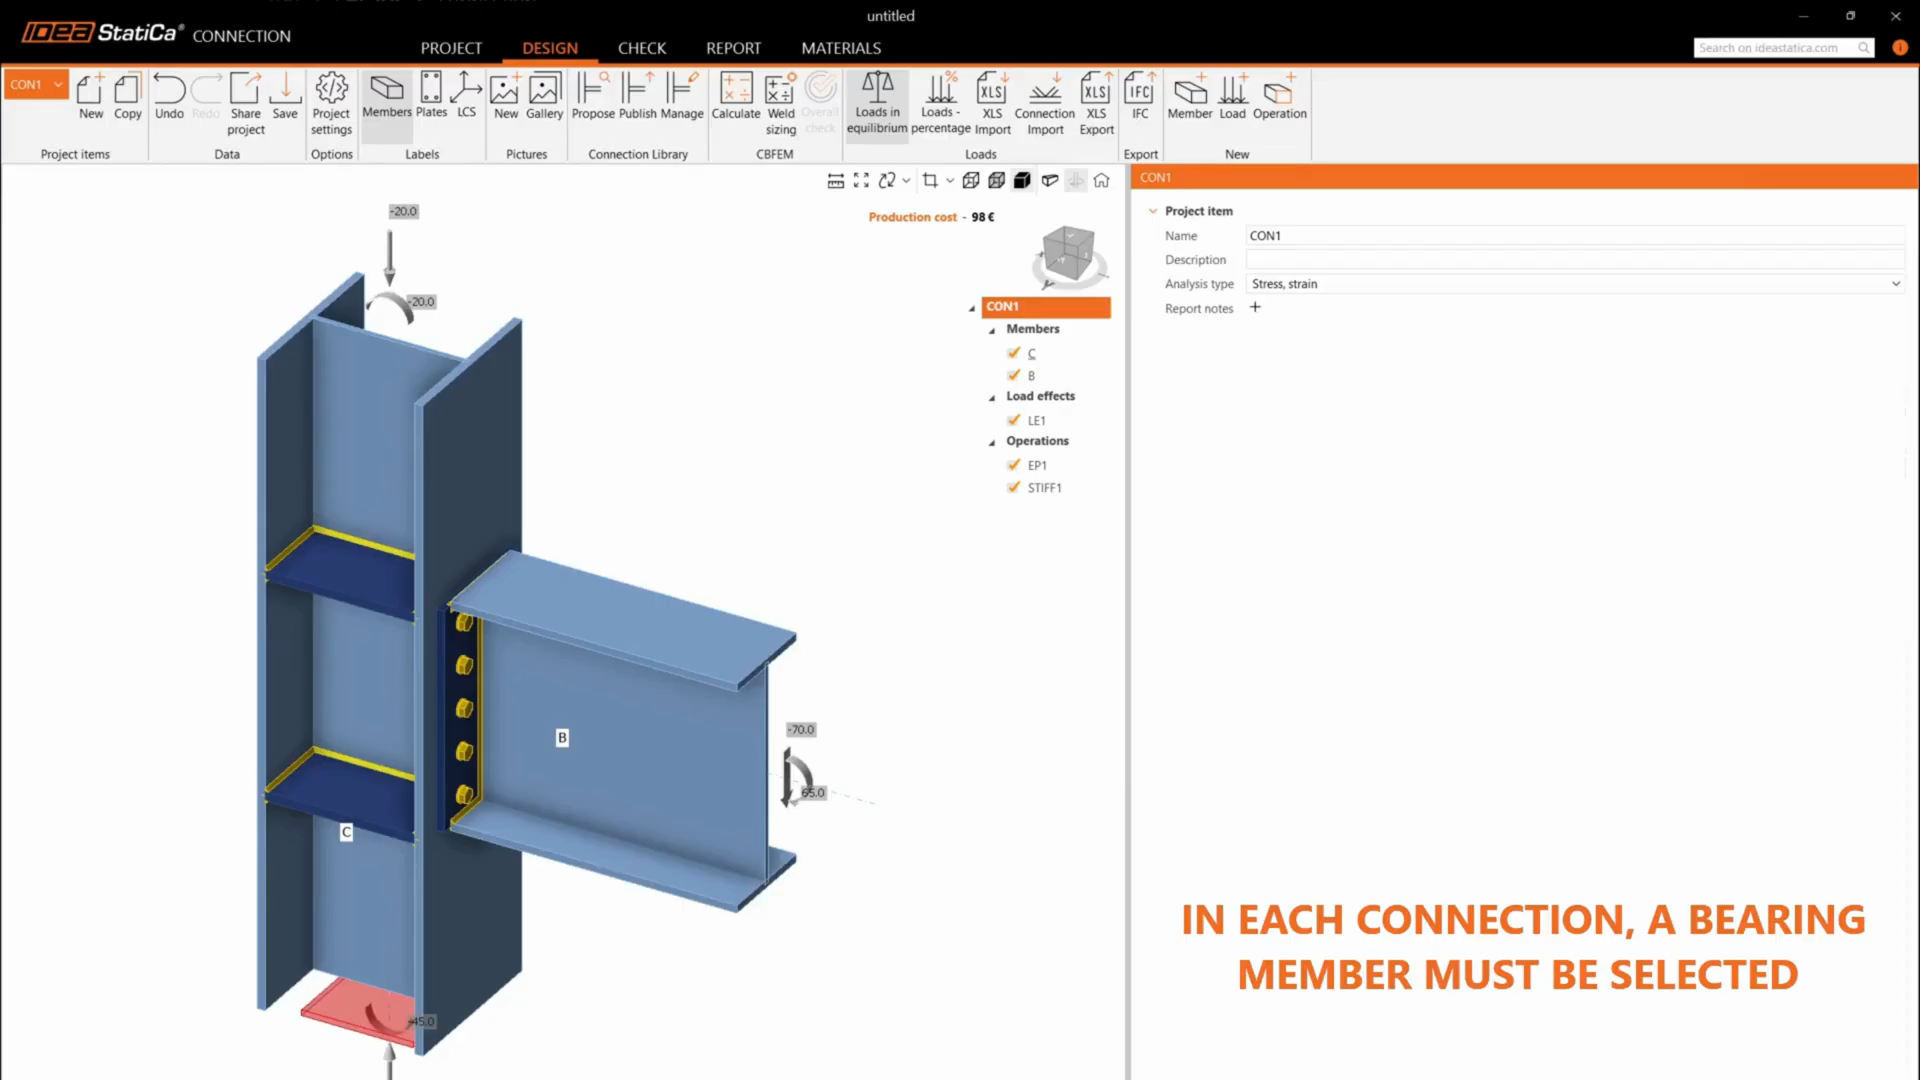 untitled
IDEA StatiCa® CONNECTION
PROJECT
DESIGN
CHECK
REPORT
MATERIALS
Search on ideastatica.com
CON1
New
Copy
Undo
Redo
Share project
Save
Project settings
Members
Plates
LCS
New
Gallery
Propose
Publish
Manage
Calculate
Weld sizing
Overall check
Loads in equilibrium
Loads - percentage
XLS Import
Connection Import
XLS Export
IFC
Member
Load
Operation
Project items
Data
Options
Labels
Pictures
Connection Library
CBFEM
Loads
Export
New
Production cost - 98 €
CON1
Members
C
B
Load effects
LE1
Operations
EP1
STIFF1
-20.0
-20.0
B
-70.0
65.0
C
-45.0
CON1
Project item
Name CON1
Description
Analysis type Stress, strain
Report notes +
IN EACH CONNECTION, A BEARING
MEMBER MUST BE SELECTED